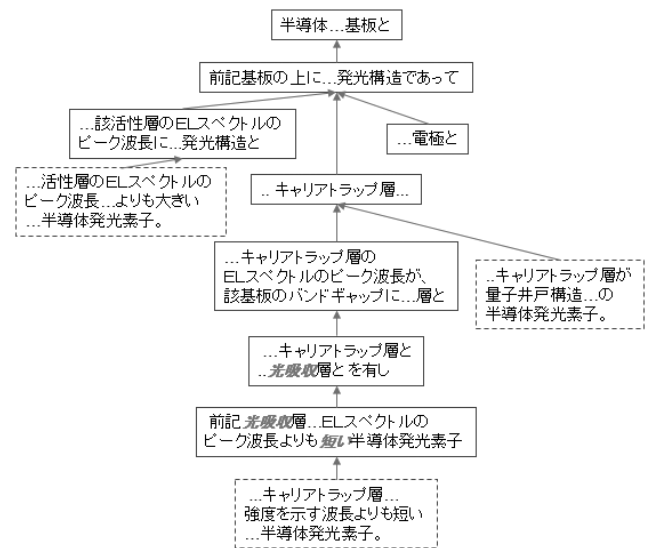 半導体…基板と
前記基板の上に…発光構造であって
…該活性層のELスペクトルの
ピーク波長に…発光構造と
…電極と
…活性層のELスペクトルの
ピーク波長…よりも大きい
…半導体発光素子。
..キャリアトラップ層…
…キャリアトラップ層の
ELスペクトルのピーク波長が、
該基板のバンドギャップに…層と
..キャリアトラップ層が
量子井戸構造…の
半導体発光素子。
…キャリアトラップ層と
..光吸収層とを有し
前記光吸収層…ELスペクトルの
ピーク波長よりも短い半導体発光素子
…キャリアトラップ層…
強度を示す波長よりも短い
…半導体発光素子。